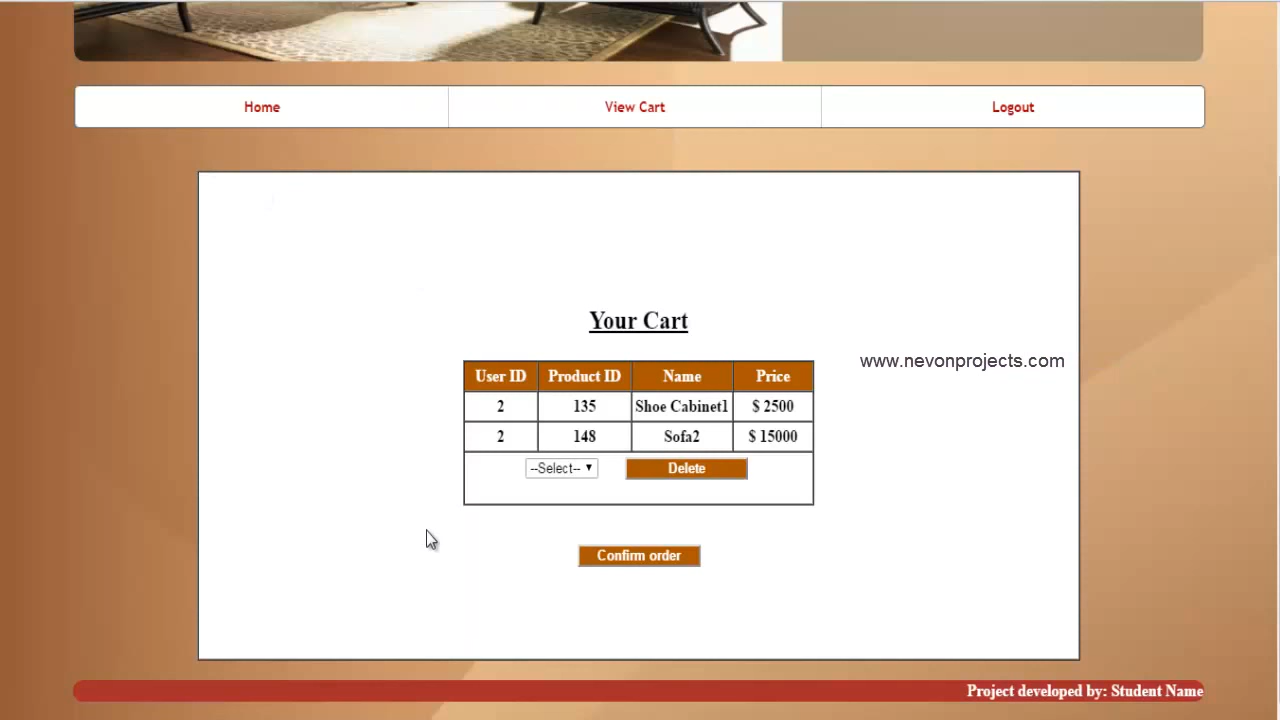 Home View Cart Logout
Your Cart
www.nevonprojects.com
User ID Product ID Name Price
2 135 Shoe Cabinet1 $ 2500
2 148 Sofa2 $ 15000
--Select-- Delete
Confirm order
Project developed by: Student Name